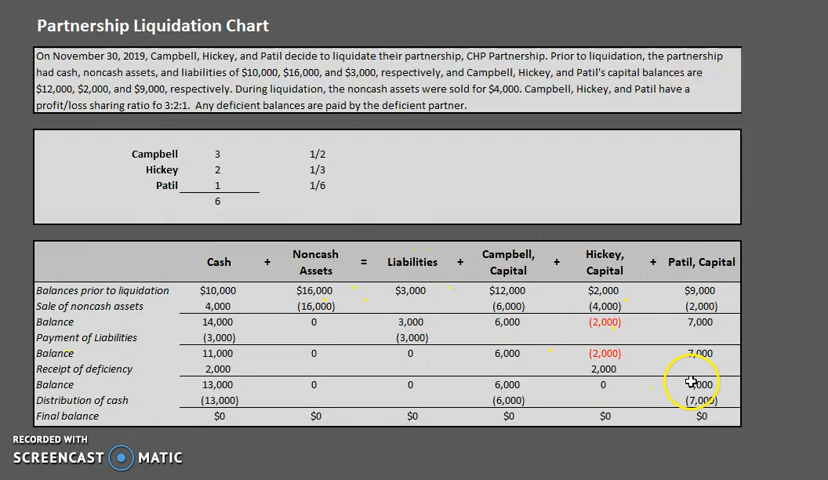 Partnership Liquidation Chart
On November 30, 2019, Campbell, Hickey, and Patil decide to liquidate their partnership, CHP Partnership. Prior to liquidation, the partnership
had cash, noncash assets, and liabilities of $10,000, $16,000, and $3,000, respectively, and Campbell, Hickey, and Patil's capital balances are
$12,000, $2,000, and $9,000, respectively. During liquidation, the noncash assets were sold for $4,000. Campbell, Hickey, and Patil have a
profit/loss sharing ratio fo 3:2:1. Any deficient balances are paid by the deficient partner.
Campbell 3 1/2
Hickey 2 1/3
Patil 1 1/6
6
Cash + Noncash Assets = Liabilities + Campbell, Capital + Hickey, Capital + Patil, Capital
Balances prior to liquidation $10,000 $16,000 $3,000 $12,000 $2,000 $9,000
Sale of noncash assets 4,000 (16,000) (6,000) (4,000) (2,000)
Balance 14,000 0 3,000 6,000 (2,000) 7,000
Payment of Liabilities (3,000) (3,000)
Balance 11,000 0 0 6,000 (2,000) 7,000
Receipt of deficiency 2,000 2,000
Balance 13,000 0 0 6,000 0
Distribution of cash (13,000) (6,000) (7,000)
Final balance $0 $0 $0 $0 $0 $0
RECORDED WITH
SCREENCAST MATIC